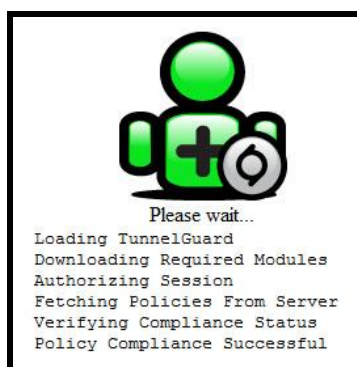 Please wait...
Loading TunnelGuard
Downloading Required Modules
Authorizing Session
Fetching Policies From Server
Verifying Compliance Status
Policy Compliance Successful